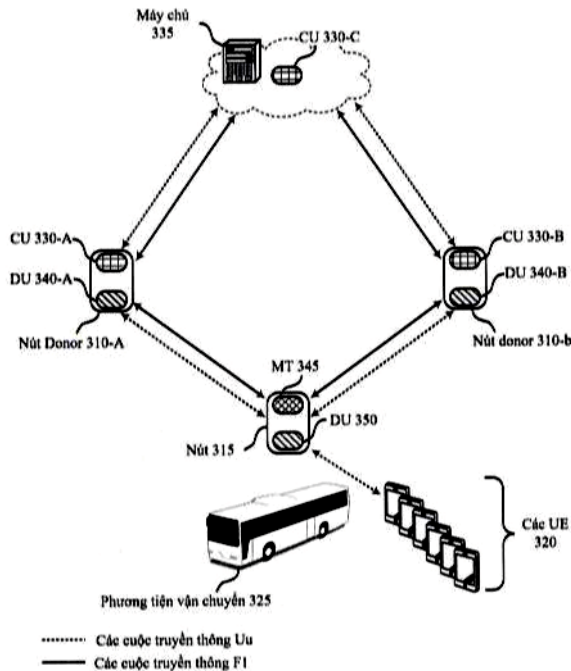 Máy chủ
335
CU 330-C
CU 330-A
DU 340-A
Nút Donor 310-A
CU 330-B
DU 340-B
Nút donor 310-b
MT 345
DU 350
Nút 315
Các UE
320
Phương tiện vận chuyển 325
Các cuộc truyền thông Uu
Các cuộc truyền thông F1